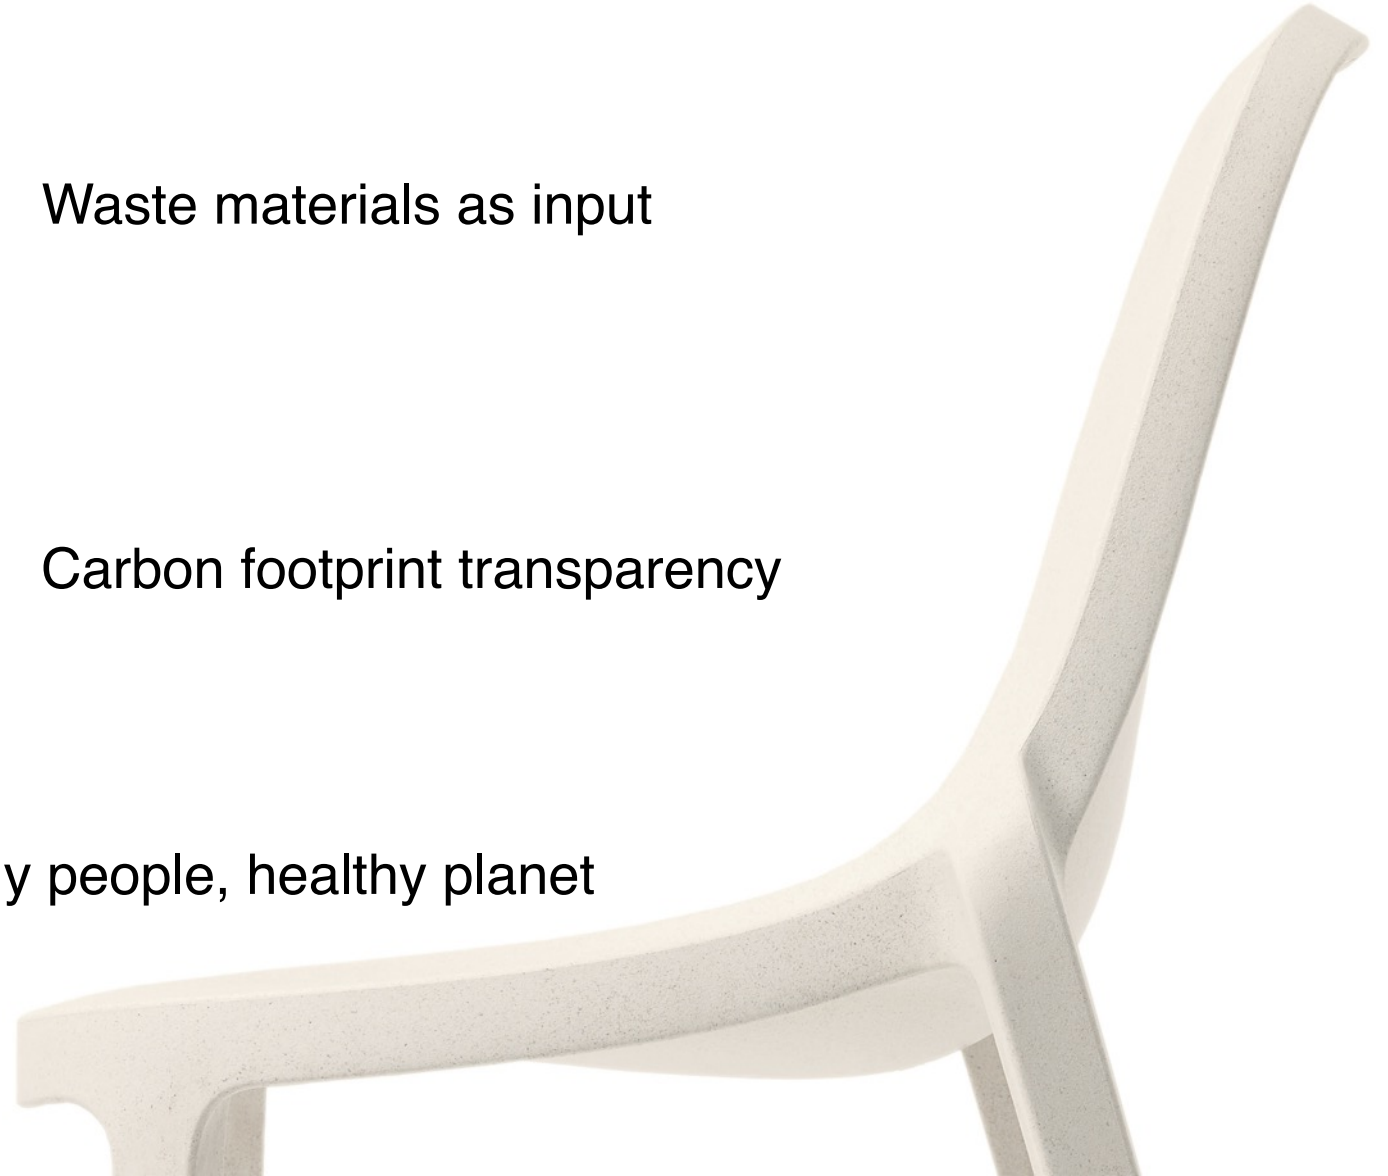 Waste materials as input
Carbon footprint transparency
y people, healthy planet